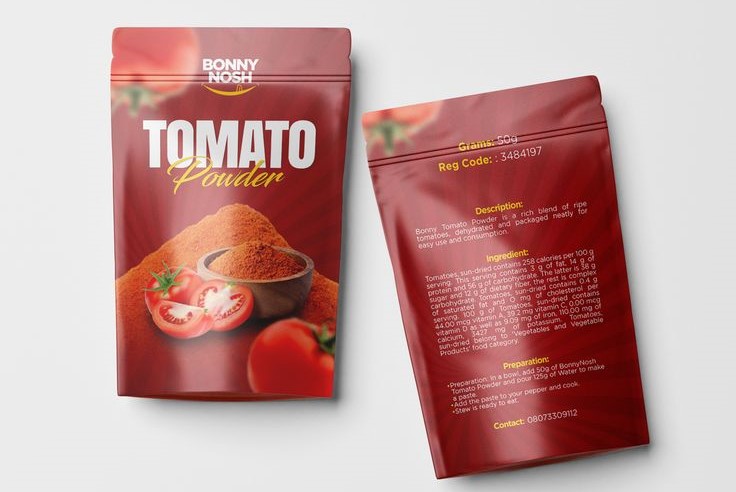 BONNY
NOSH
TOMATO
Powder
Grams: 50g
Reg Code: : 3484197
Description:
Bonny Tomato Powder is a rich blend of ripe
tomatoes, dehydrated and packaged neatly for
easy use and consumption.
Ingredient:
Tomatoes, sun-dried contains 258 calories per 100 g
serving. This serving contains 3 g of fat, 14 g of
protein and 56 g of carbohydrate. The latter is 38 g
sugar and 12 g of dietary fiber, the rest is complex
carbohydrate. Tomatoes, sun-dried contains 0.4 g
of saturated fat and 0 mg of cholesterol per
serving. 100 g of Tomatoes, sun-dried contains
44.00 mcg vitamin A, 39.2 mg vitamin C, 0.00 mcg
vitamin D as well as 9.09 mg of iron, 110.00 mg of
calcium, 3427 mg of potassium. Tomatoes,
sun-dried belong to 'Vegetables and Vegetable
Products' food category.
Preparation:
•Preparation: In a bowl, add 50g of BonnyNosh
Tomato Powder and pour 125g of Water to make
a paste.
•Add the paste to your pepper and cook.
•Stew is ready to eat.
Contact: 08073309112